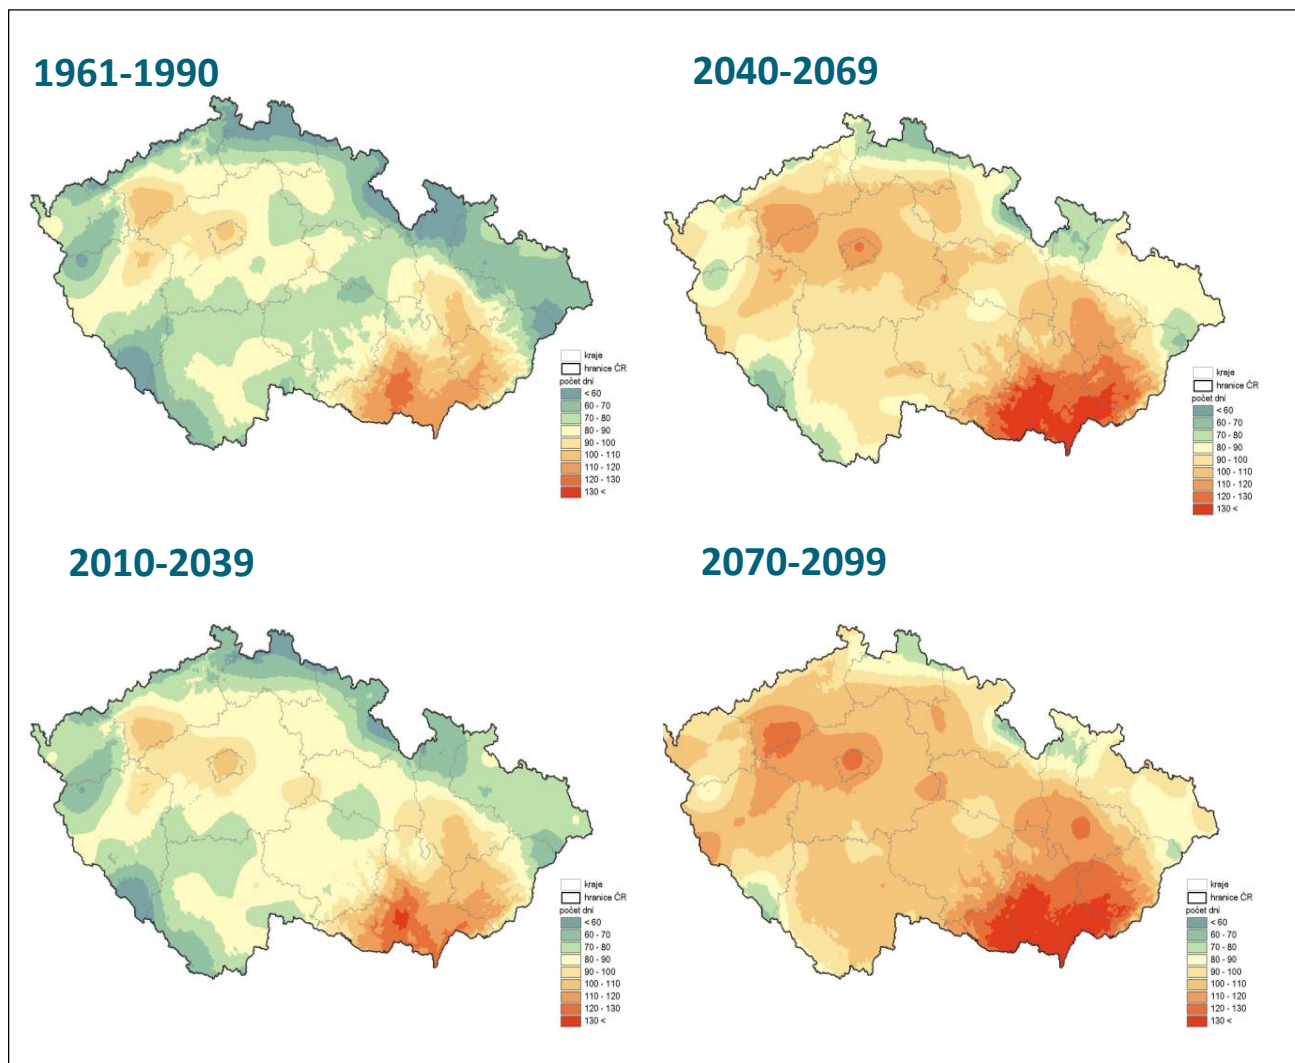 1961-1990
kraje
hranice ČR
počet dní
< 60
60 - 70
70 - 80
80 - 90
90 - 100
100 - 110
110 - 120
120 - 130
130 <
2040-2069
kraje
hranice ČR
počet dní
< 60
60 - 70
70 - 80
80 - 90
90 - 100
100 - 110
110 - 120
120 - 130
130 <
2010-2039
kraje
hranice ČR
počet dní
< 60
60 - 70
70 - 80
80 - 90
90 - 100
100 - 110
110 - 120
120 - 130
130 <
2070-2099
kraje
hranice ČR
počet dní
< 60
60 - 70
70 - 80
80 - 90
90 - 100
100 - 110
110 - 120
120 - 130
130 <